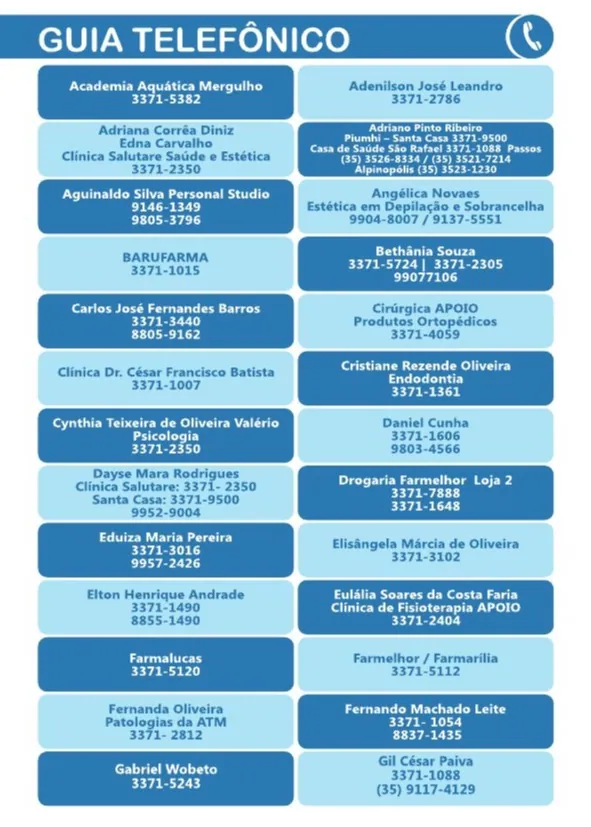 GUIA TELEFÔNICO
Academia Aquática Mergulho
3371-5382
Adenilson José Leandro
3371-2786
Adriana Corrêa Diniz
Edna Carvalho
Clínica Salutare Saúde e Estética
3371-2350
Adriano Pinto Ribeiro
Piumhi – Santa Casa 3371-9500
Casa de Saúde São Rafael 3371-1088 Passos
(35) 3526-8334 / (35) 3521-7214
Alpinopólis (35) 3523-1230
Aguinaldo Silva Personal Studio
9146-1349
9805-3796
Angélica Novaes
Estética em Depilação e Sobrancelha
9904-8007 / 9137-5551
BARUFARMA
3371-1015
Bethânia Souza
3371-5724 | 3371-2305
99077106
Carlos José Fernandes Barros
3371-3440
8805-9162
Cirúrgica APOIO
Produtos Ortopédicos
3371-4059
Clínica Dr. César Francisco Batista
3371-1007
Cristiane Rezende Oliveira
Endodontia
3371-1361
Cynthia Teixeira de Oliveira Valério
Psicologia
3371-2350
Daniel Cunha
3371-1606
9803-4566
Dayse Mara Rodrigues
Clínica Salutare: 3371- 2350
Santa Casa: 3371-9500
9952-9004
Drogaria Farmelhor Loja 2
3371-7888
3371-1648
Eduiza Maria Pereira
3371-3016
9957-2426
Elisângela Márcia de Oliveira
3371-3102
Elton Henrique Andrade
3371-1490
8855-1490
Eulália Soares da Costa Faria
Clínica de Fisioterapia APOIO
3371-2404
Farmalucas
3371-5120
Farmelhor / Farmarília
3371-5112
Fernanda Oliveira
Patologias da ATM
3371- 2812
Fernando Machado Leite
3371- 1054
8837-1435
Gabriel Wobeto
3371-5243
Gil César Paiva
3371-1088
(35) 9117-4129